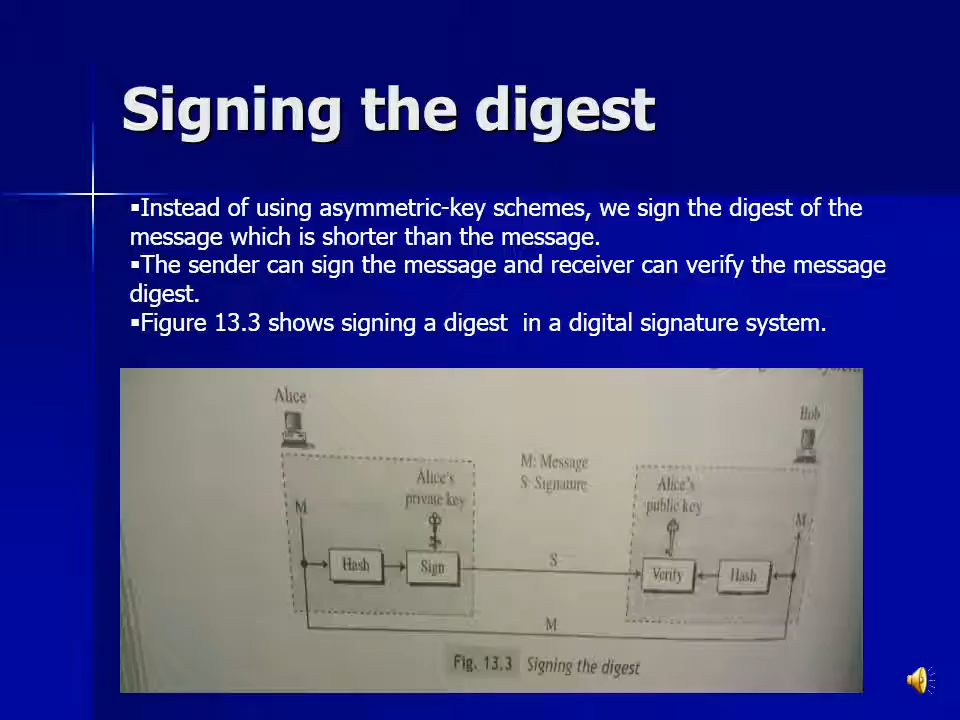 Signing the digest
▪Instead of using asymmetric-key schemes, we sign the digest of the
message which is shorter than the message.
▪The sender can sign the message and receiver can verify the message
digest.
▪Figure 13.3 shows signing a digest  in a digital signature system.
Alice
Bob
M: Message
S: Signature
Alice's
private key
Alice's
public key
M
M
Hash
Sign
S
Verify
Hash
M
Fig. 13.3 Signing the digest